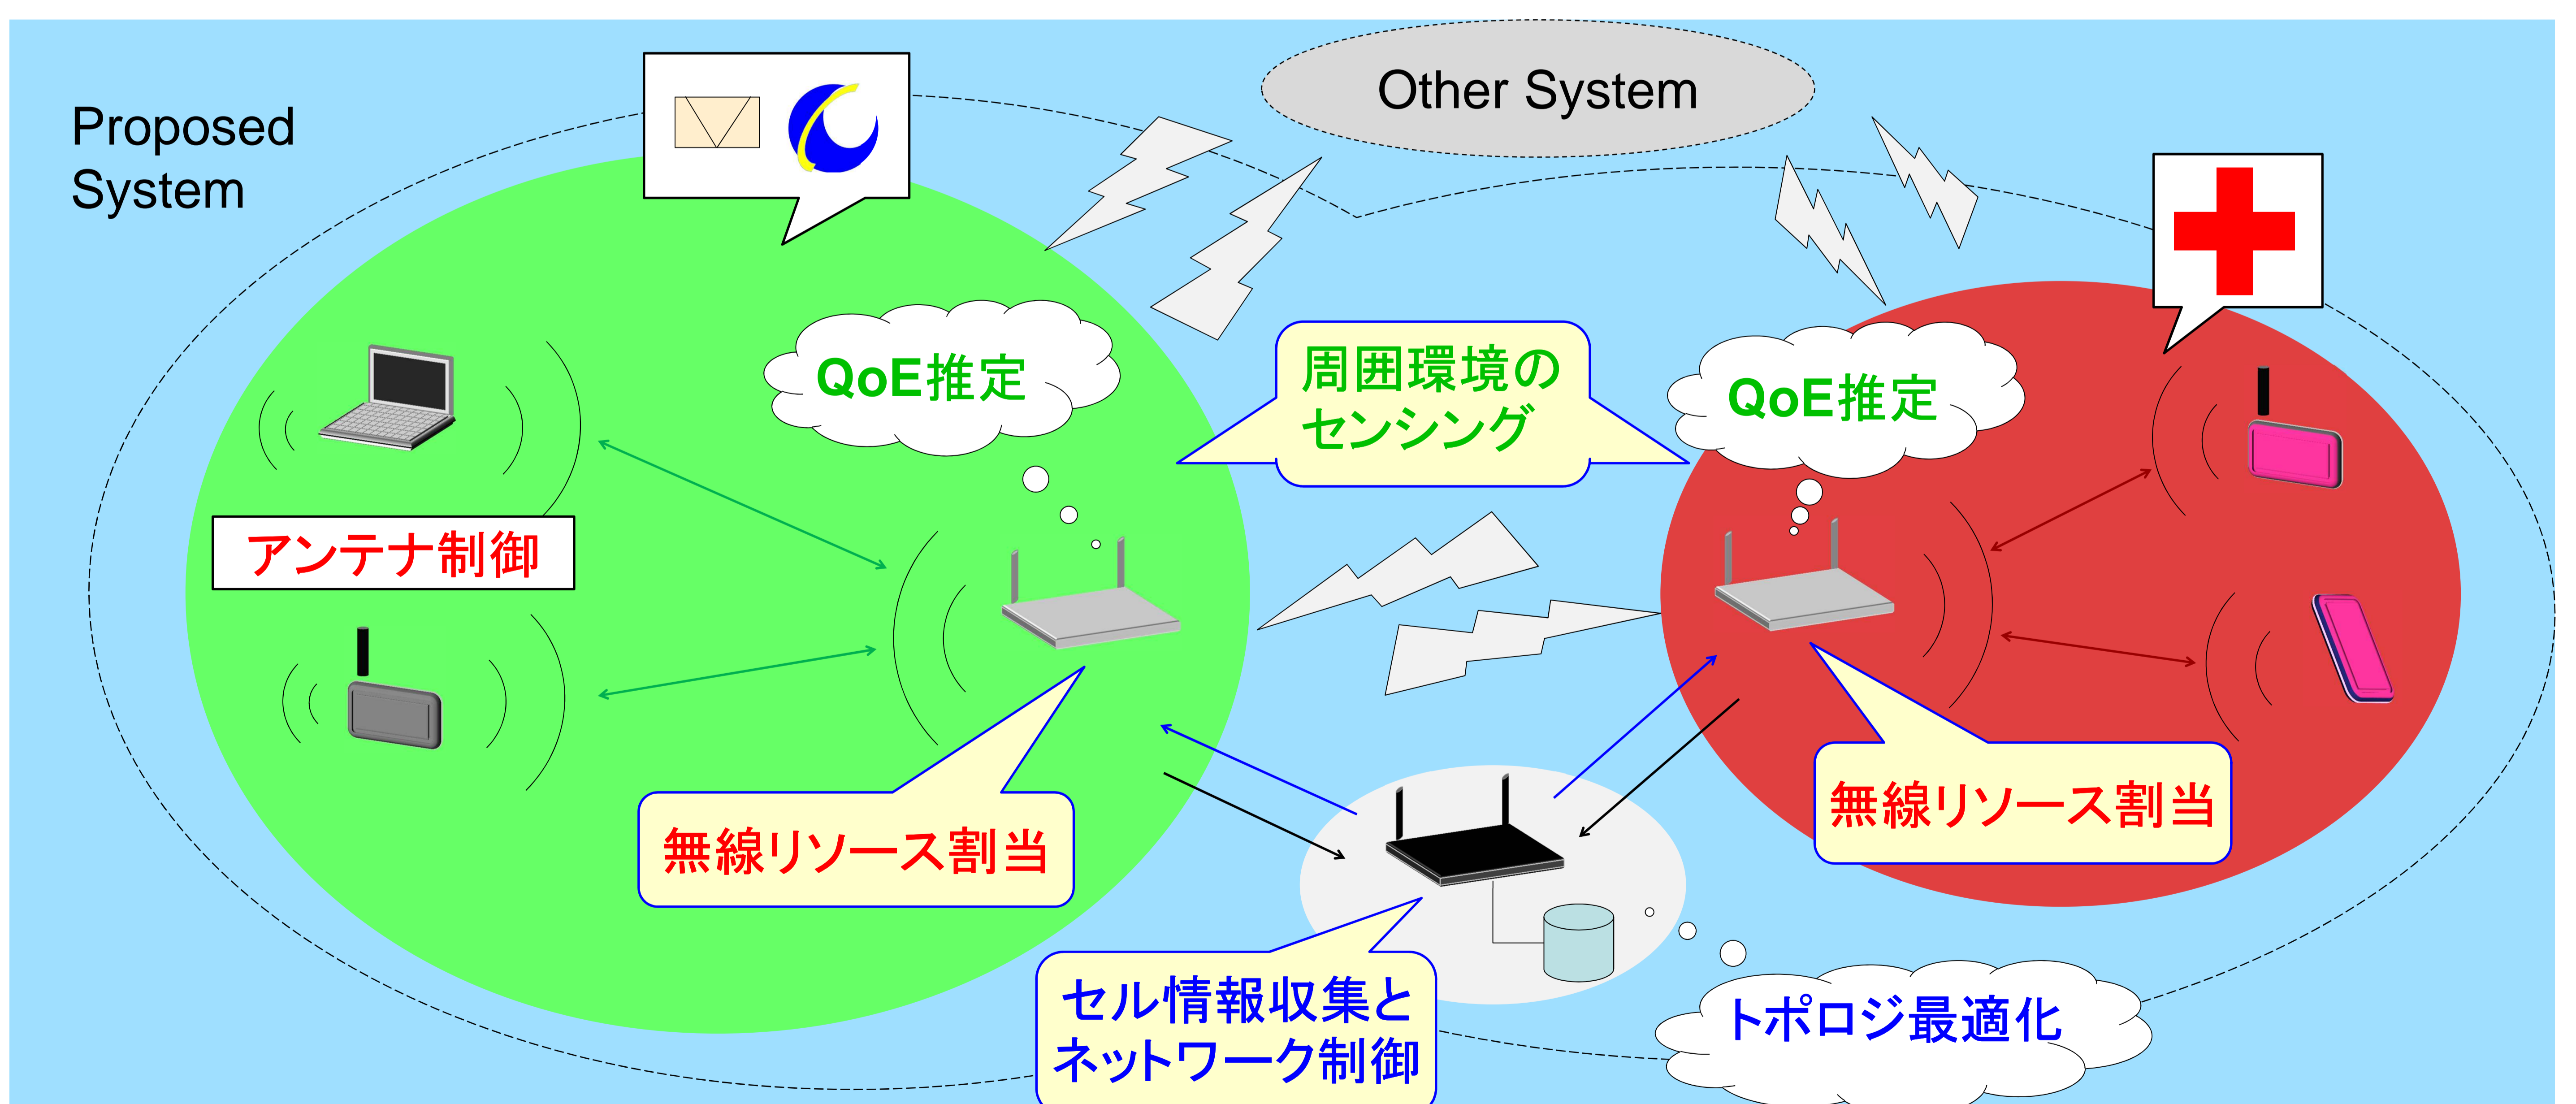 Proposed
System
Other System
QoE推定
周囲環境の
センシング
QoE推定
アンテナ制御
無線リソース割当
無線リソース割当
セル情報収集と
ネットワーク制御
トポロジ最適化